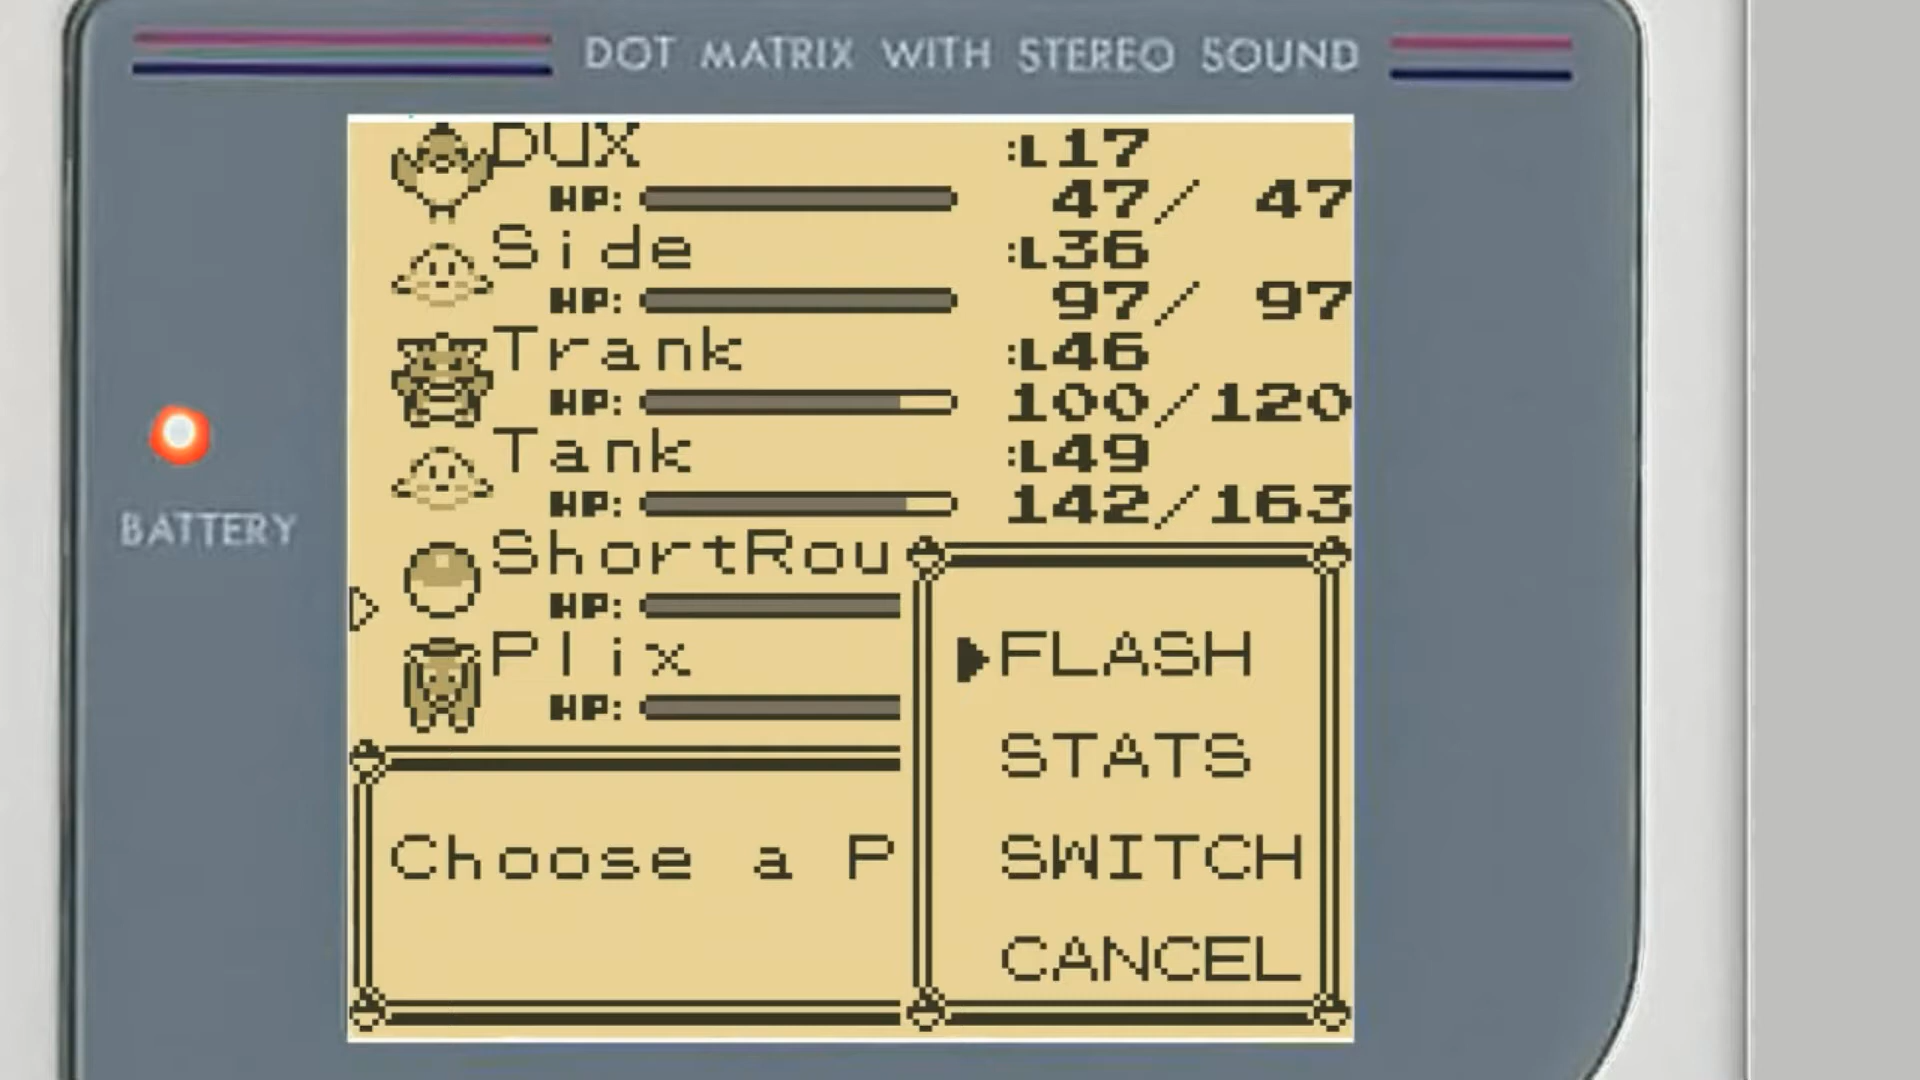 DOT MATRIX WITH STEREO SOUND
DUX :L17
HP: 47/ 47
Side :L36
HP: 97/ 97
Trank :L46
HP: 100/120
BATTERY
Tank :L49
HP: 142/163
ShortRou
HP:
Plix
HP:
FLASH
STATS
SWITCH
CANCEL
Choose a P